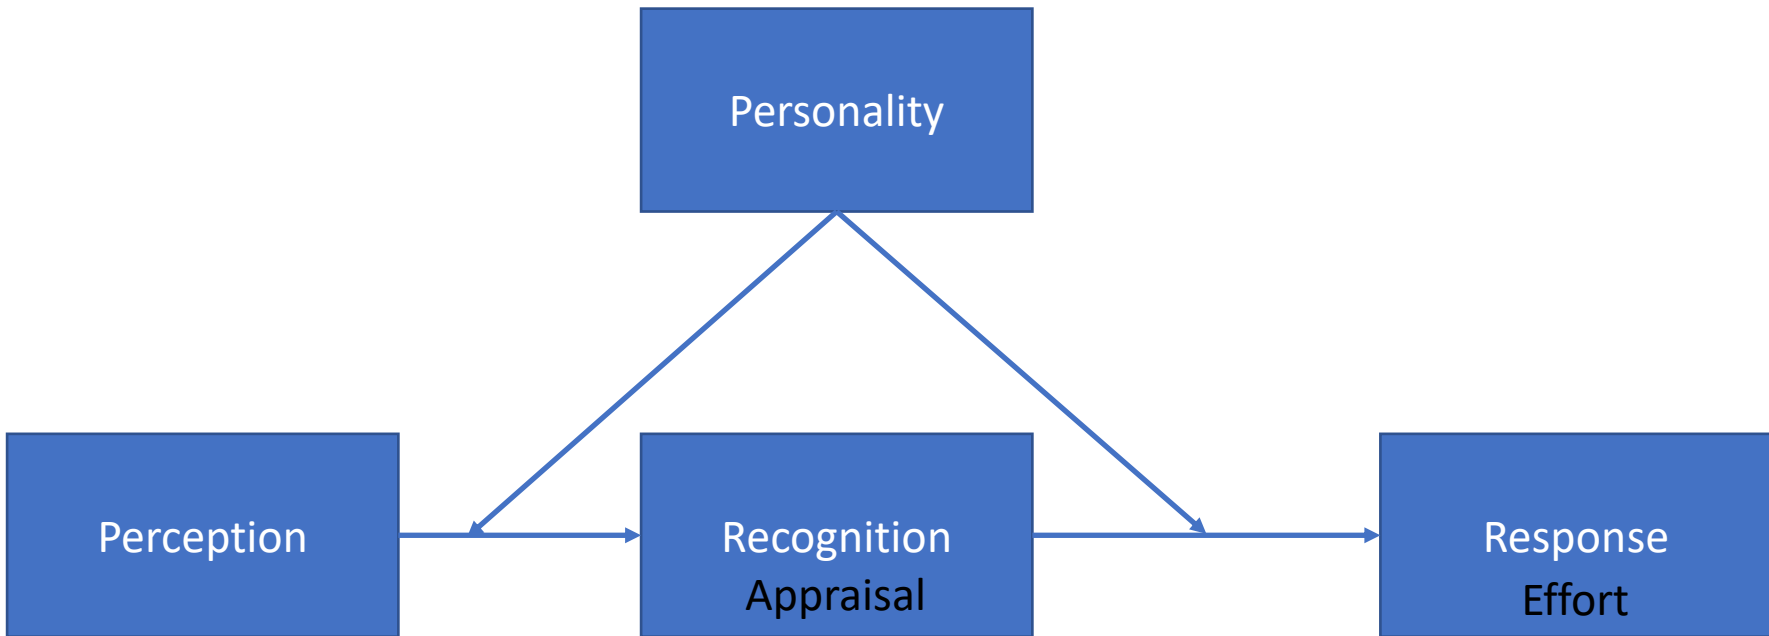 Personality
Perception
Recognition
Appraisal
Response
Effort